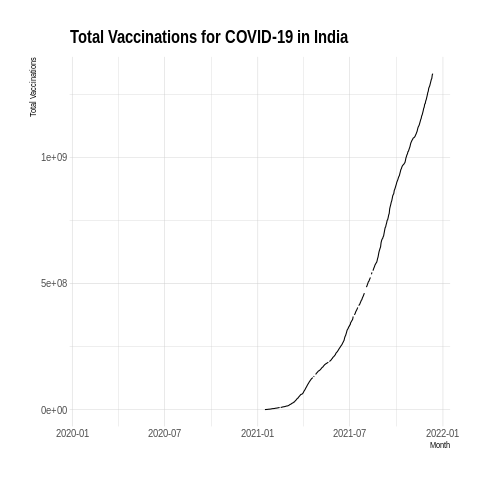 Total Vaccinations for COVID-19 in India
Total Vaccinations
1e+09
5e+08
0e+00
2020-01 2020-07 2021-01 2021-07 2022-01
Month